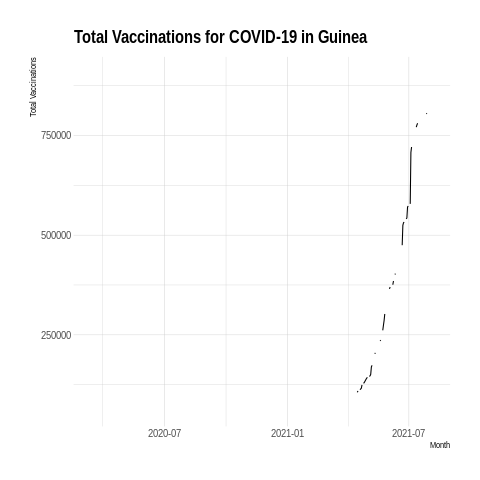 Total Vaccinations for COVID-19 in Guinea
Total Vaccinations
750000
500000
250000
2020-07
2021-01
2021-07
Month